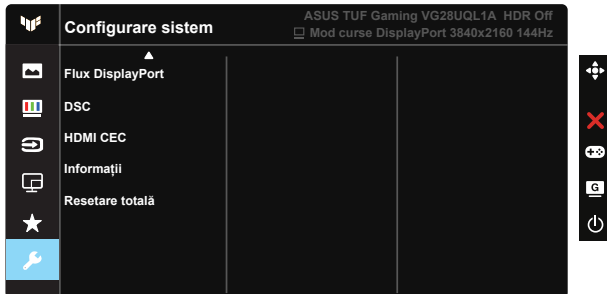 Configurare sistem
ASUS TUF Gaming VG28UQL1A HDR Off
Mod curse DisplayPort 3840x2160 144Hz
Flux DisplayPort
DSC
HDMI CEC
Informații
Resetare totală
G